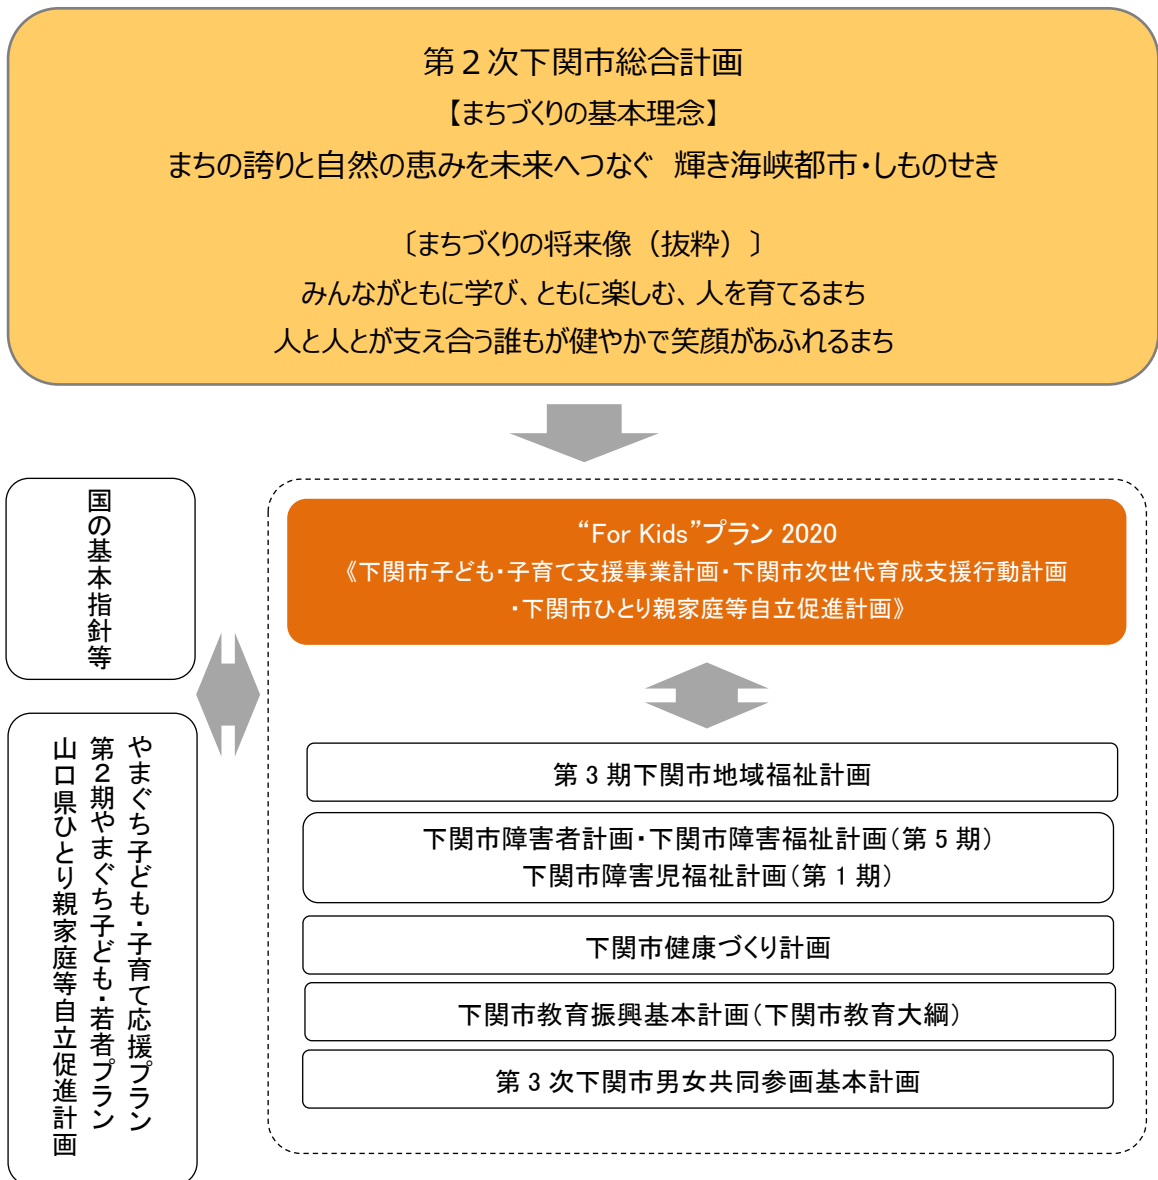 第２次下関市総合計画
【まちづくりの基本理念】
まちの誇りと自然の恵みを未来へつなぐ　輝き海峡都市・しものせき
〔まちづくりの将来像（抜粋）〕
みんながともに学び、ともに楽しむ、人を育てるまち
人と人とが支え合う誰もが健やかで笑顔があふれるまち
国の基本指針等
やまぐち子ども・子育て応援プラン
第２期やまぐち子ども・若者プラン
山口県ひとり親家庭等自立促進計画
“For Kids”プラン 2020
《下関市子ども・子育て支援事業計画・下関市次世代育成支援行動計画
・下関市ひとり親家庭等自立促進計画》
第 3 期下関市地域福祉計画
下関市障害者計画・下関市障害福祉計画（第 5 期）
下関市障害児福祉計画（第 1 期）
下関市健康づくり計画
下関市教育振興基本計画（下関市教育大綱）
第 3 次下関市男女共同参画基本計画